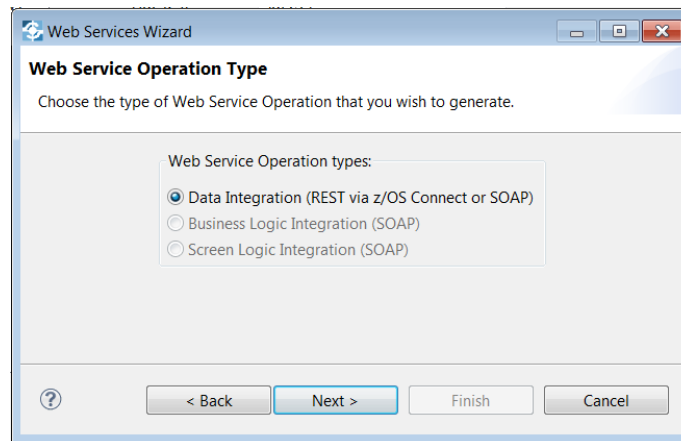 Web Services Wizard
Web Service Operation Type
Choose the type of Web Service Operation that you wish to generate.
Web Service Operation types:
Data Integration (REST via z/OS Connect or SOAP)
Business Logic Integration (SOAP)
Screen Logic Integration (SOAP)
? < Back Next > Finish Cancel